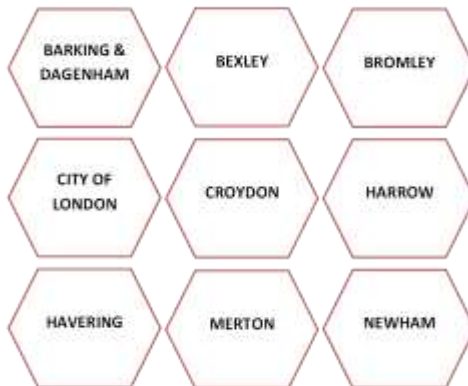 BARKING &
DAGENHAM
BEXLEY
BROMLEY
CITY OF
LONDON
CROYDON
HARROW
HAVERING
MERTON
NEWHAM